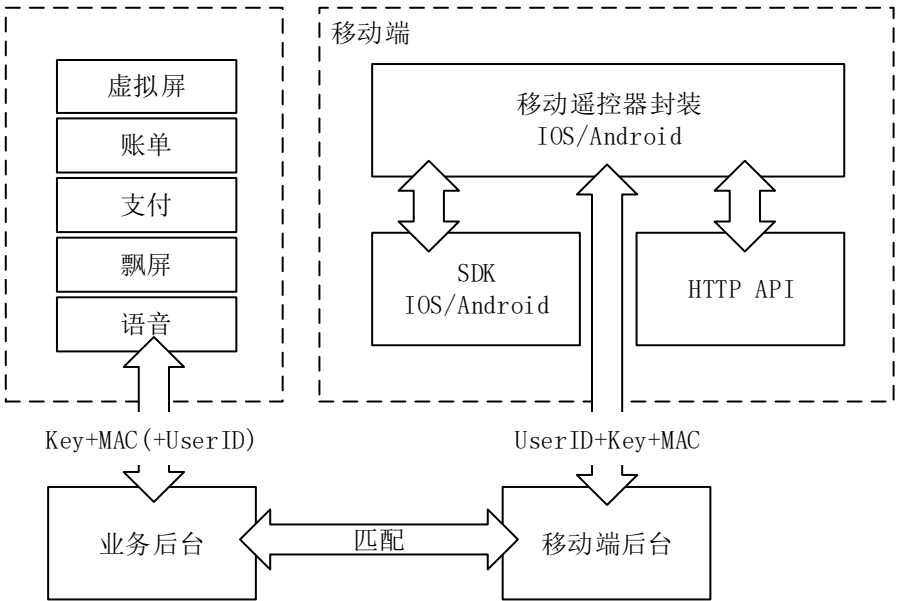 虚拟屏
账单
支付
飘屏
语音
移动端
移动遥控器封装
IOS/Android
SDK
IOS/Android
HTTP API
Key+MAC(+UserID)
UserID+Key+MAC
业务后台
匹配
移动端后台